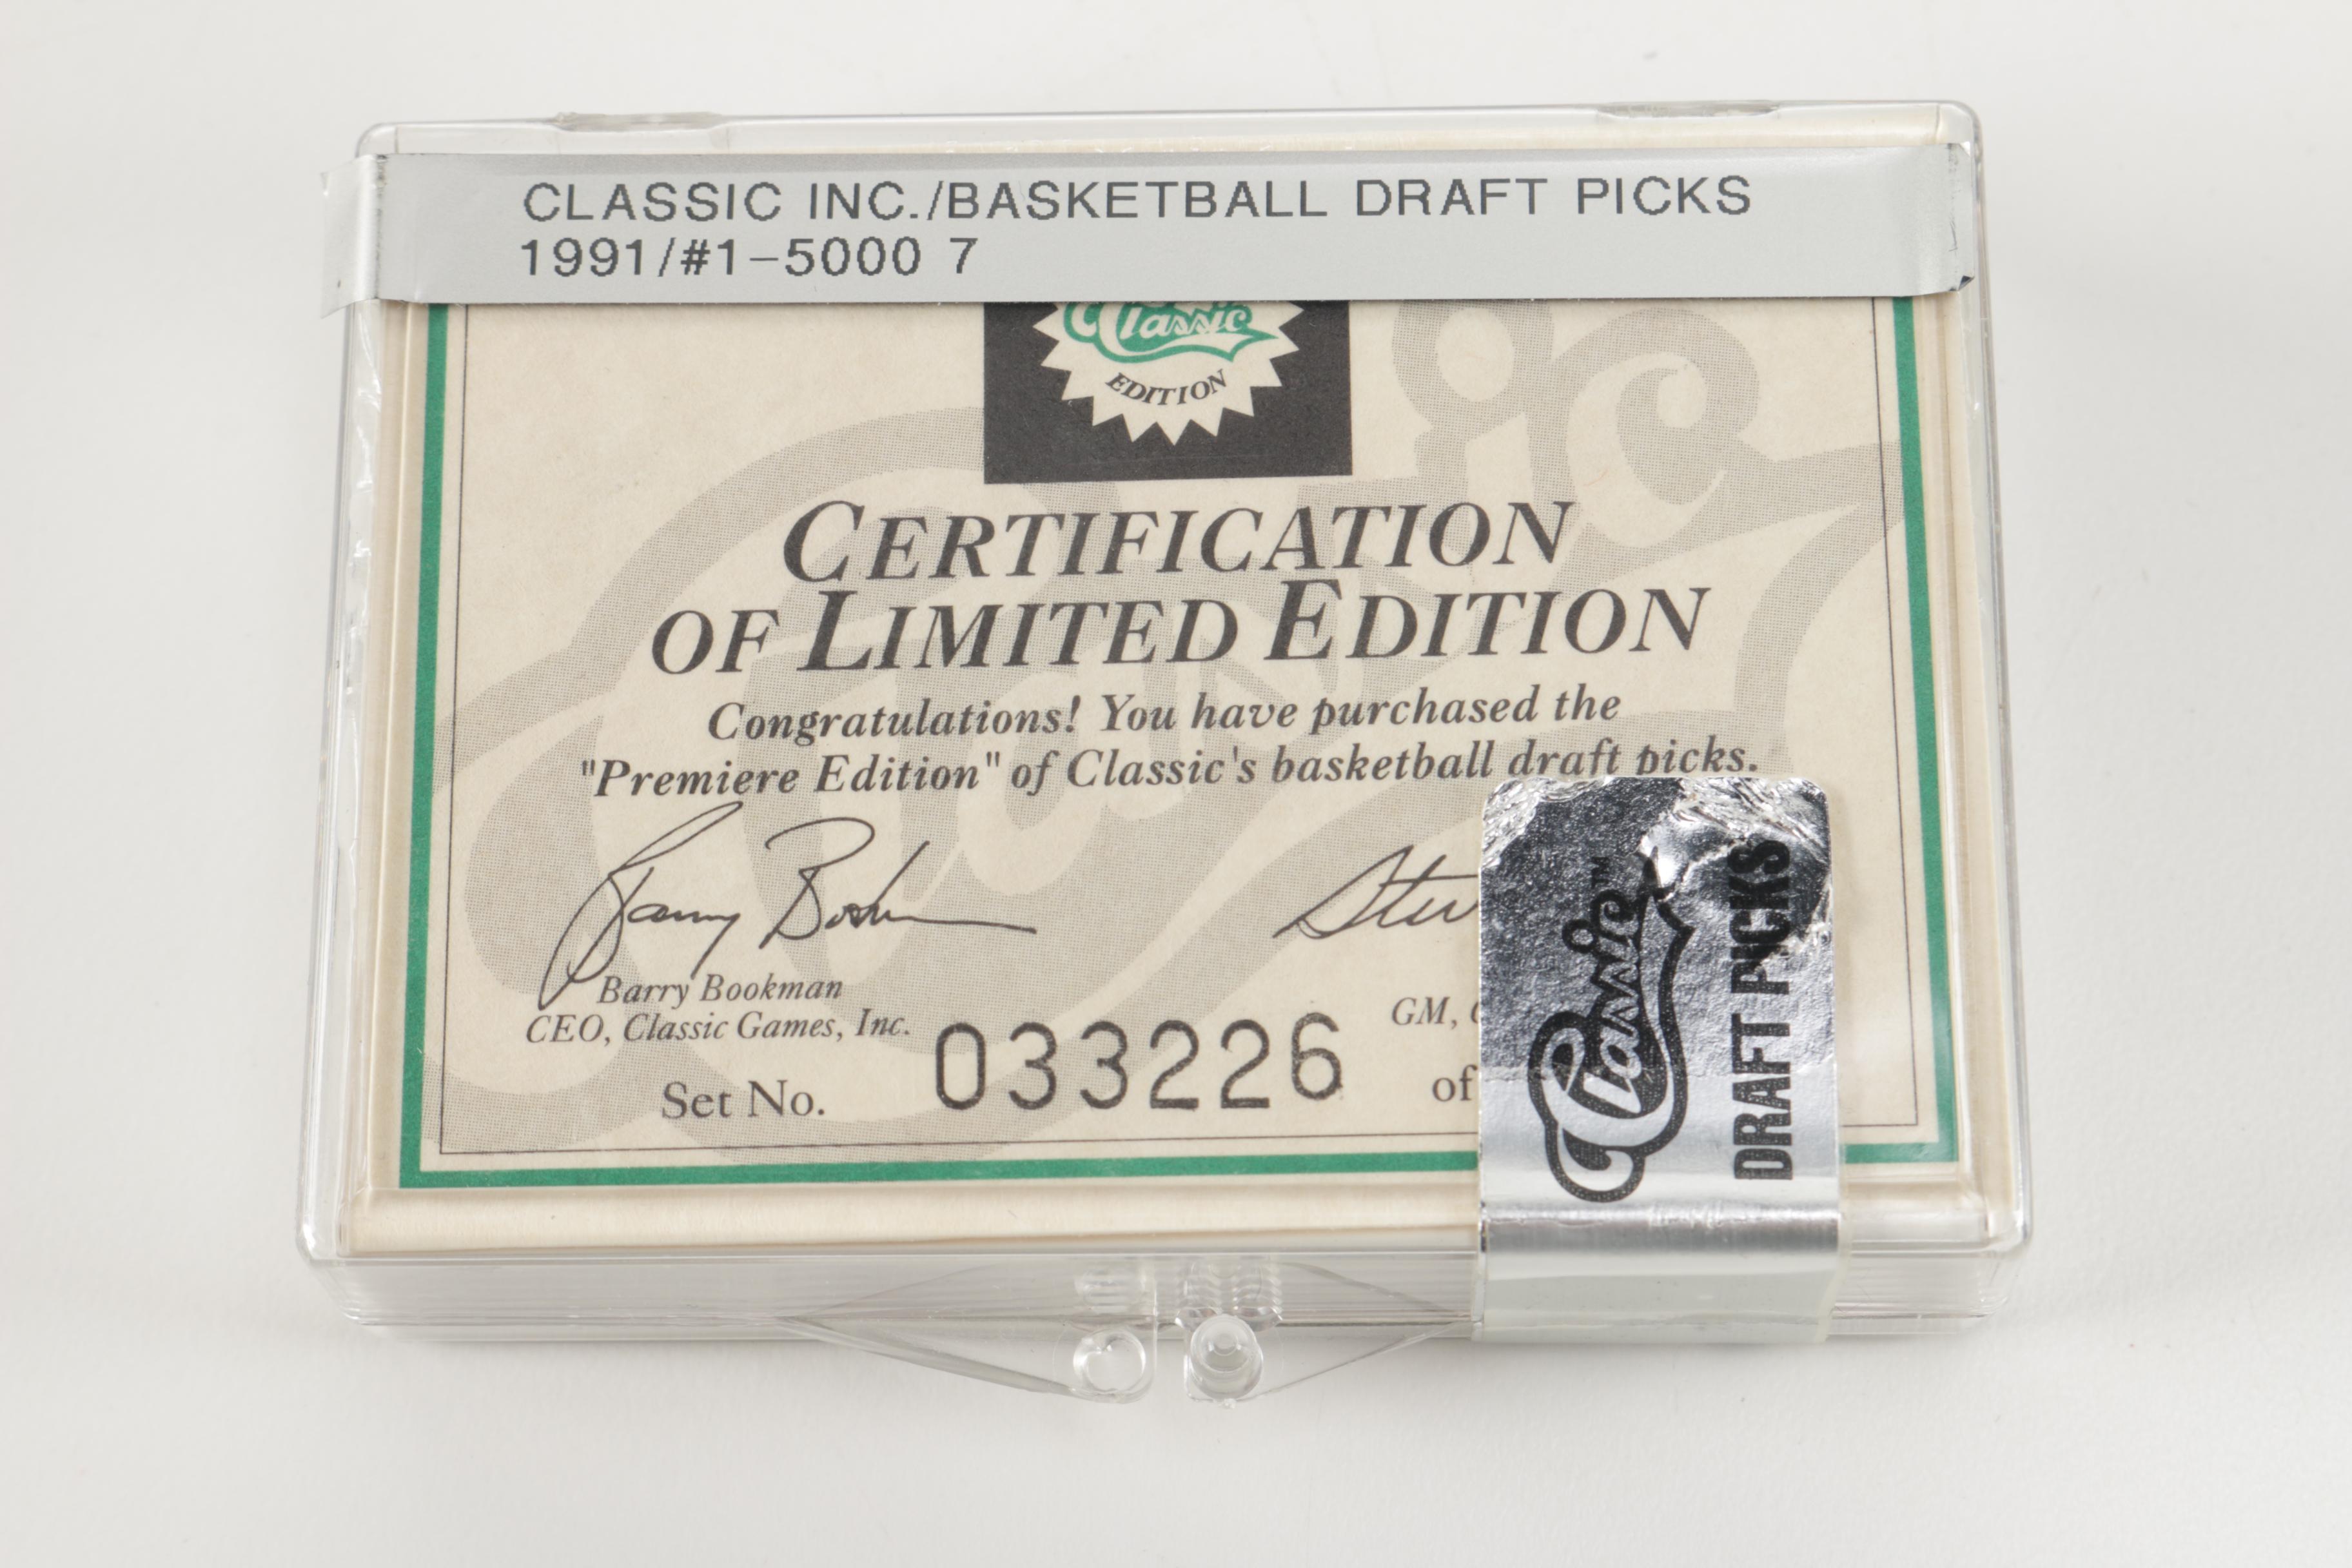 CLASSIC INC./BASKETBALL DRAFT PICKS
1991/#1-5000 7
Classic
EDITION
CERTIFICATION
OF LIMITED EDITION
Congratulations! You have purchased the
"Premiere Edition" of Classic's basketball draft picks.
Barry Bookman
CEO, Classic Games, Inc.
GM,
Set No. 033226 of
Classic™
DRAFT PICKS